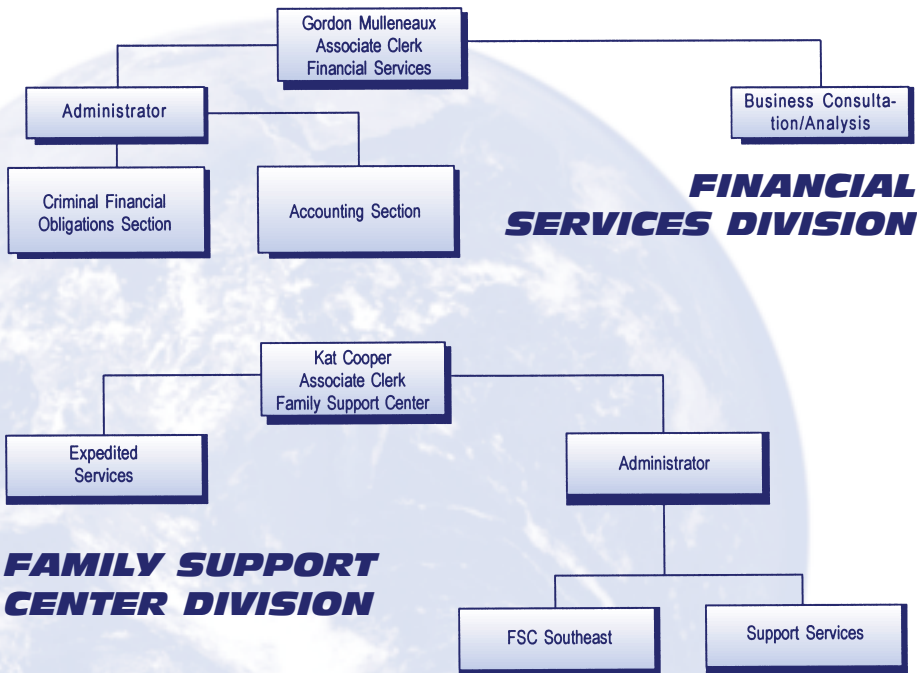 Gordon Mulleneaux
Associate Clerk
Financial Services
Administrator
Business Consulta-
tion/Analysis
Criminal Financial
Obligations Section
Accounting Section
FINANCIAL
SERVICES DIVISION
Kat Cooper
Associate Clerk
Family Support Center
Expedited
Services
Administrator
FAMILY SUPPORT
CENTER DIVISION
FSC Southeast
Support Services